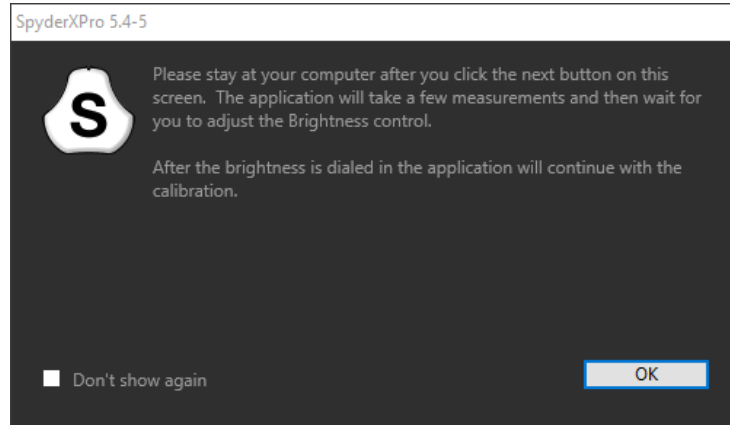 SpyderXPro 5.4-5
Please stay at your computer after you click the next button on this
screen.  The application will take a few measurements and then wait for
you to adjust the Brightness control.
After the brightness is dialed in the application will continue with the
calibration.
S
Don't show again
OK